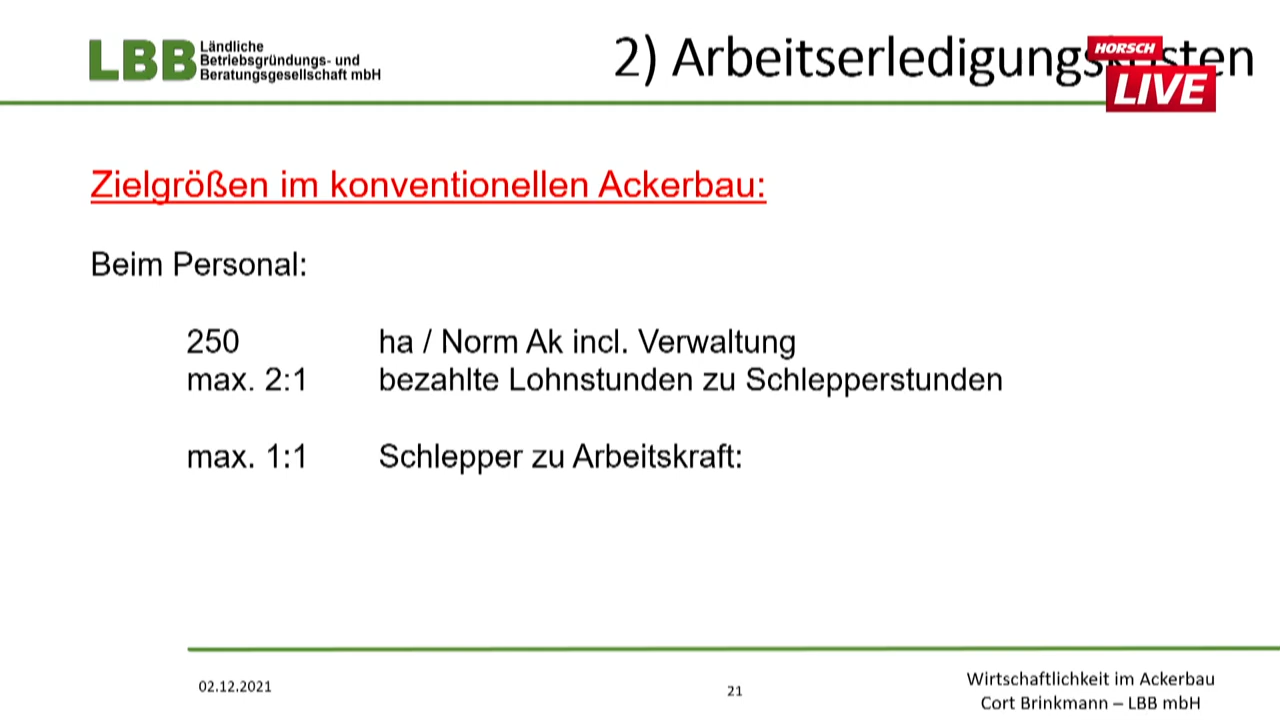 LBB
Ländliche
Betriebsgründungs- und
Beratungsgesellschaft mbH
2) Arbeitserledigungskosten
HORSCH
LIVE
Zielgrößen im konventionellen Ackerbau:
Beim Personal:
250 ha / Norm Ak incl. Verwaltung
max. 2:1 bezahlte Lohnstunden zu Schlepperstunden
max. 1:1 Schlepper zu Arbeitskraft:
02.12.2021
21
Wirtschaftlichkeit im Ackerbau
Cort Brinkmann – LBB mbH